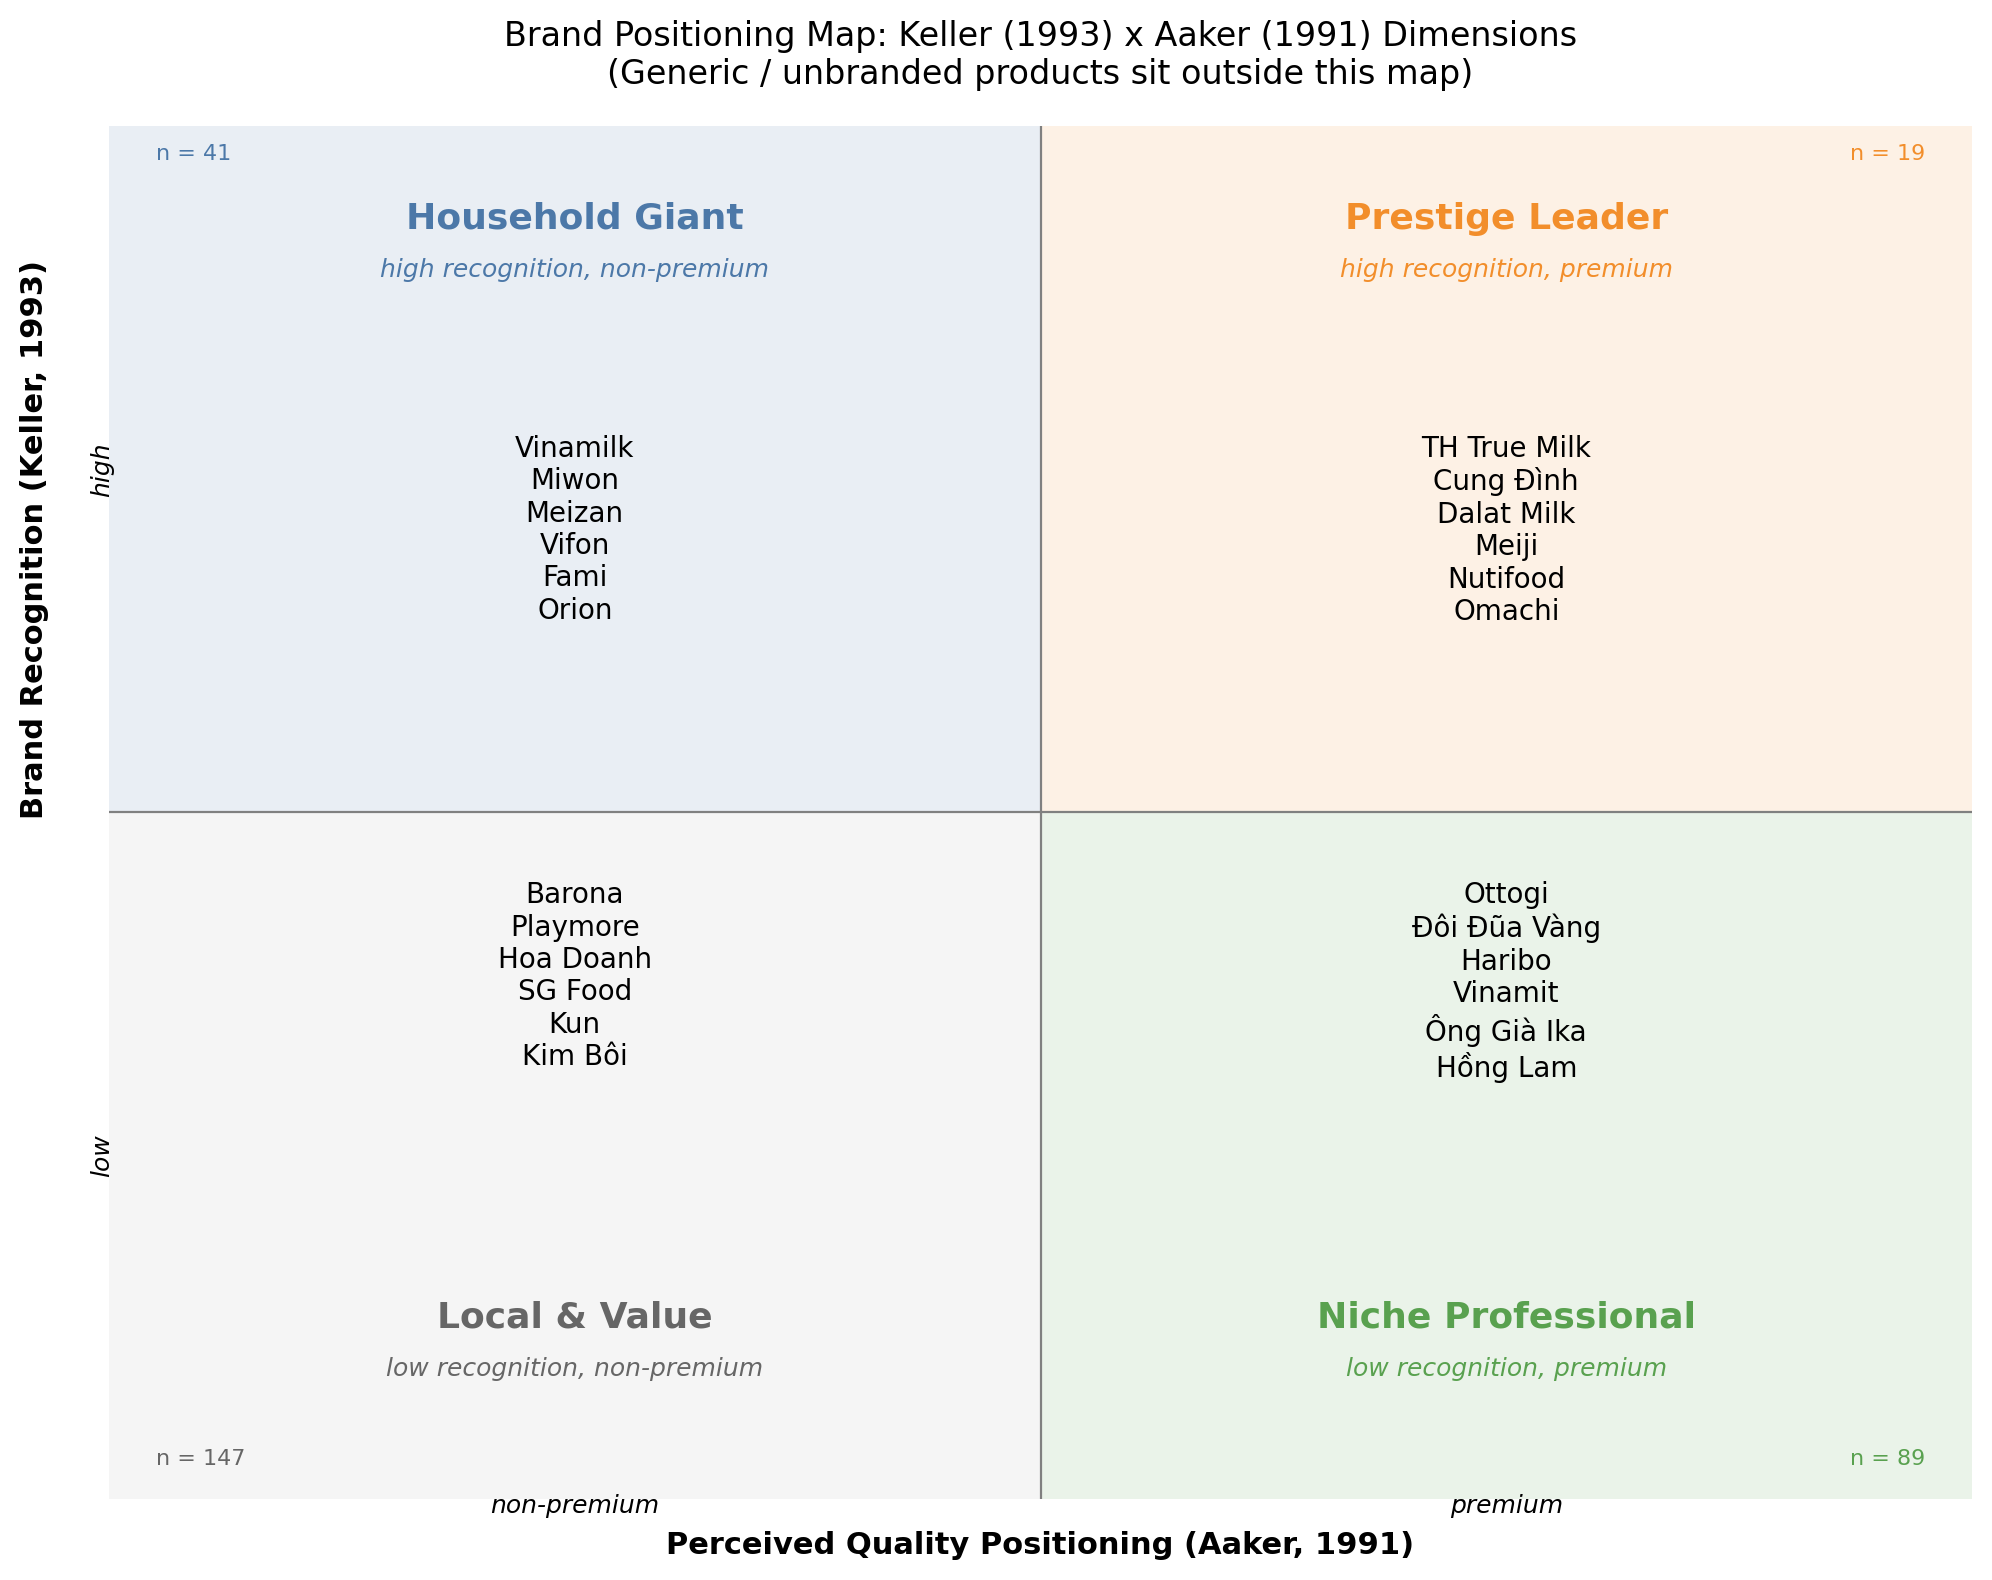 Brand Positioning Map: Keller (1993) x Aaker (1991) Dimensions
(Generic / unbranded products sit outside this map)
n = 41
Household Giant
high recognition, non-premium
Vinamilk
Miwon
Meizan
Vifon
Fami
Orion
n = 19
Prestige Leader
high recognition, premium
TH True Milk
Cung Đình
Dalat Milk
Meiji
Nutifood
Omachi
Brand Recognition (Keller, 1993)
high
low
Barona
Playmore
Hoa Doanh
SG Food
Kun
Kim Bôi
Local & Value
low recognition, non-premium
n = 147
Ottogi
Đôi Đũa Vàng
Haribo
Vinamit
Ông Già Ika
Hồng Lam
Niche Professional
low recognition, premium
n = 89
non-premium
premium
Perceived Quality Positioning (Aaker, 1991)